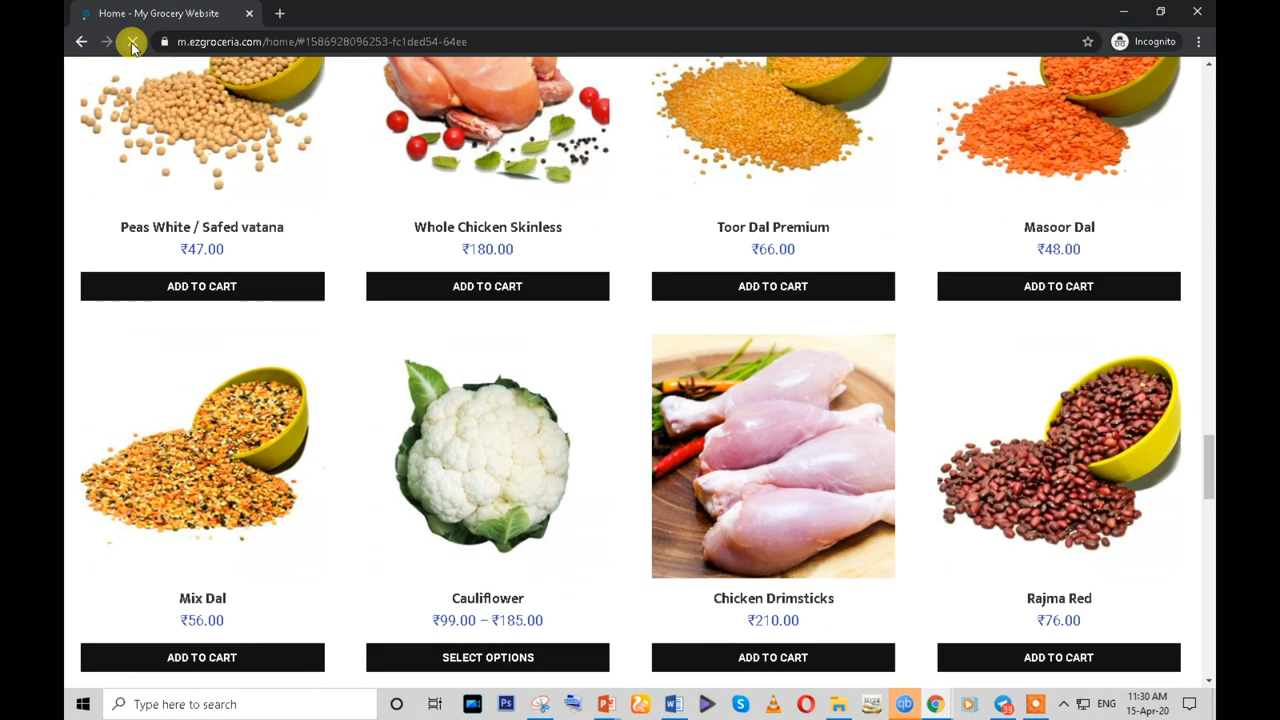 Home - My Grocery Website
m.ezgroceria.com/home/#1586928096253-fc1ded54-64ee
Incognito
Peas White / Safed vatana
Whole Chicken Skinless
Toor Dal Premium
Masoor Dal
₹47.00
₹180.00
₹66.00
₹48.00
ADD TO CART
ADD TO CART
ADD TO CART
ADD TO CART
Mix Dal
Cauliflower
Chicken Drimsticks
Rajma Red
₹56.00
₹99.00 – ₹185.00
₹210.00
₹76.00
ADD TO CART
SELECT OPTIONS
ADD TO CART
ADD TO CART
Type here to search
Ps
qb
39
ENG
11:30 AM
15-Apr-20